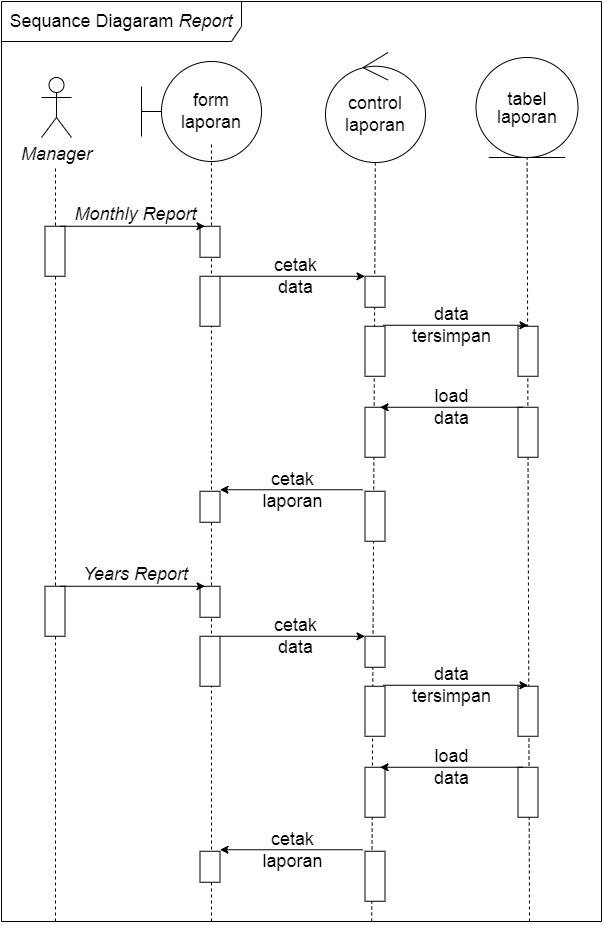 Sequance Diagaram Report
form
laporan
control
laporan
tabel
laporan
Manager
Monthly Report
cetak
data
data
tersimpan
load
data
cetak
laporan
Years Report
cetak
data
data
tersimpan
load
data
cetak
laporan